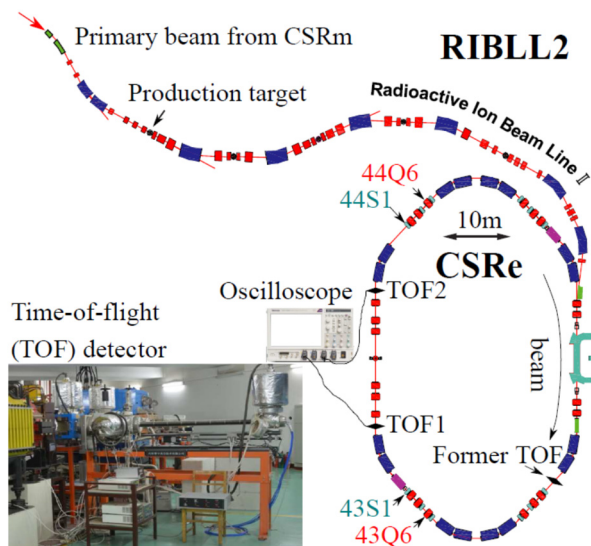 Primary beam from CSRm
RIBLL2
Production target
Radioactive Ion Beam Line II
44Q6
44S1
10m
CSRe
Oscilloscope
TOF2
Time-of-flight
(TOF) detector
beam
TOF1
Former TOF
43S1
43Q6